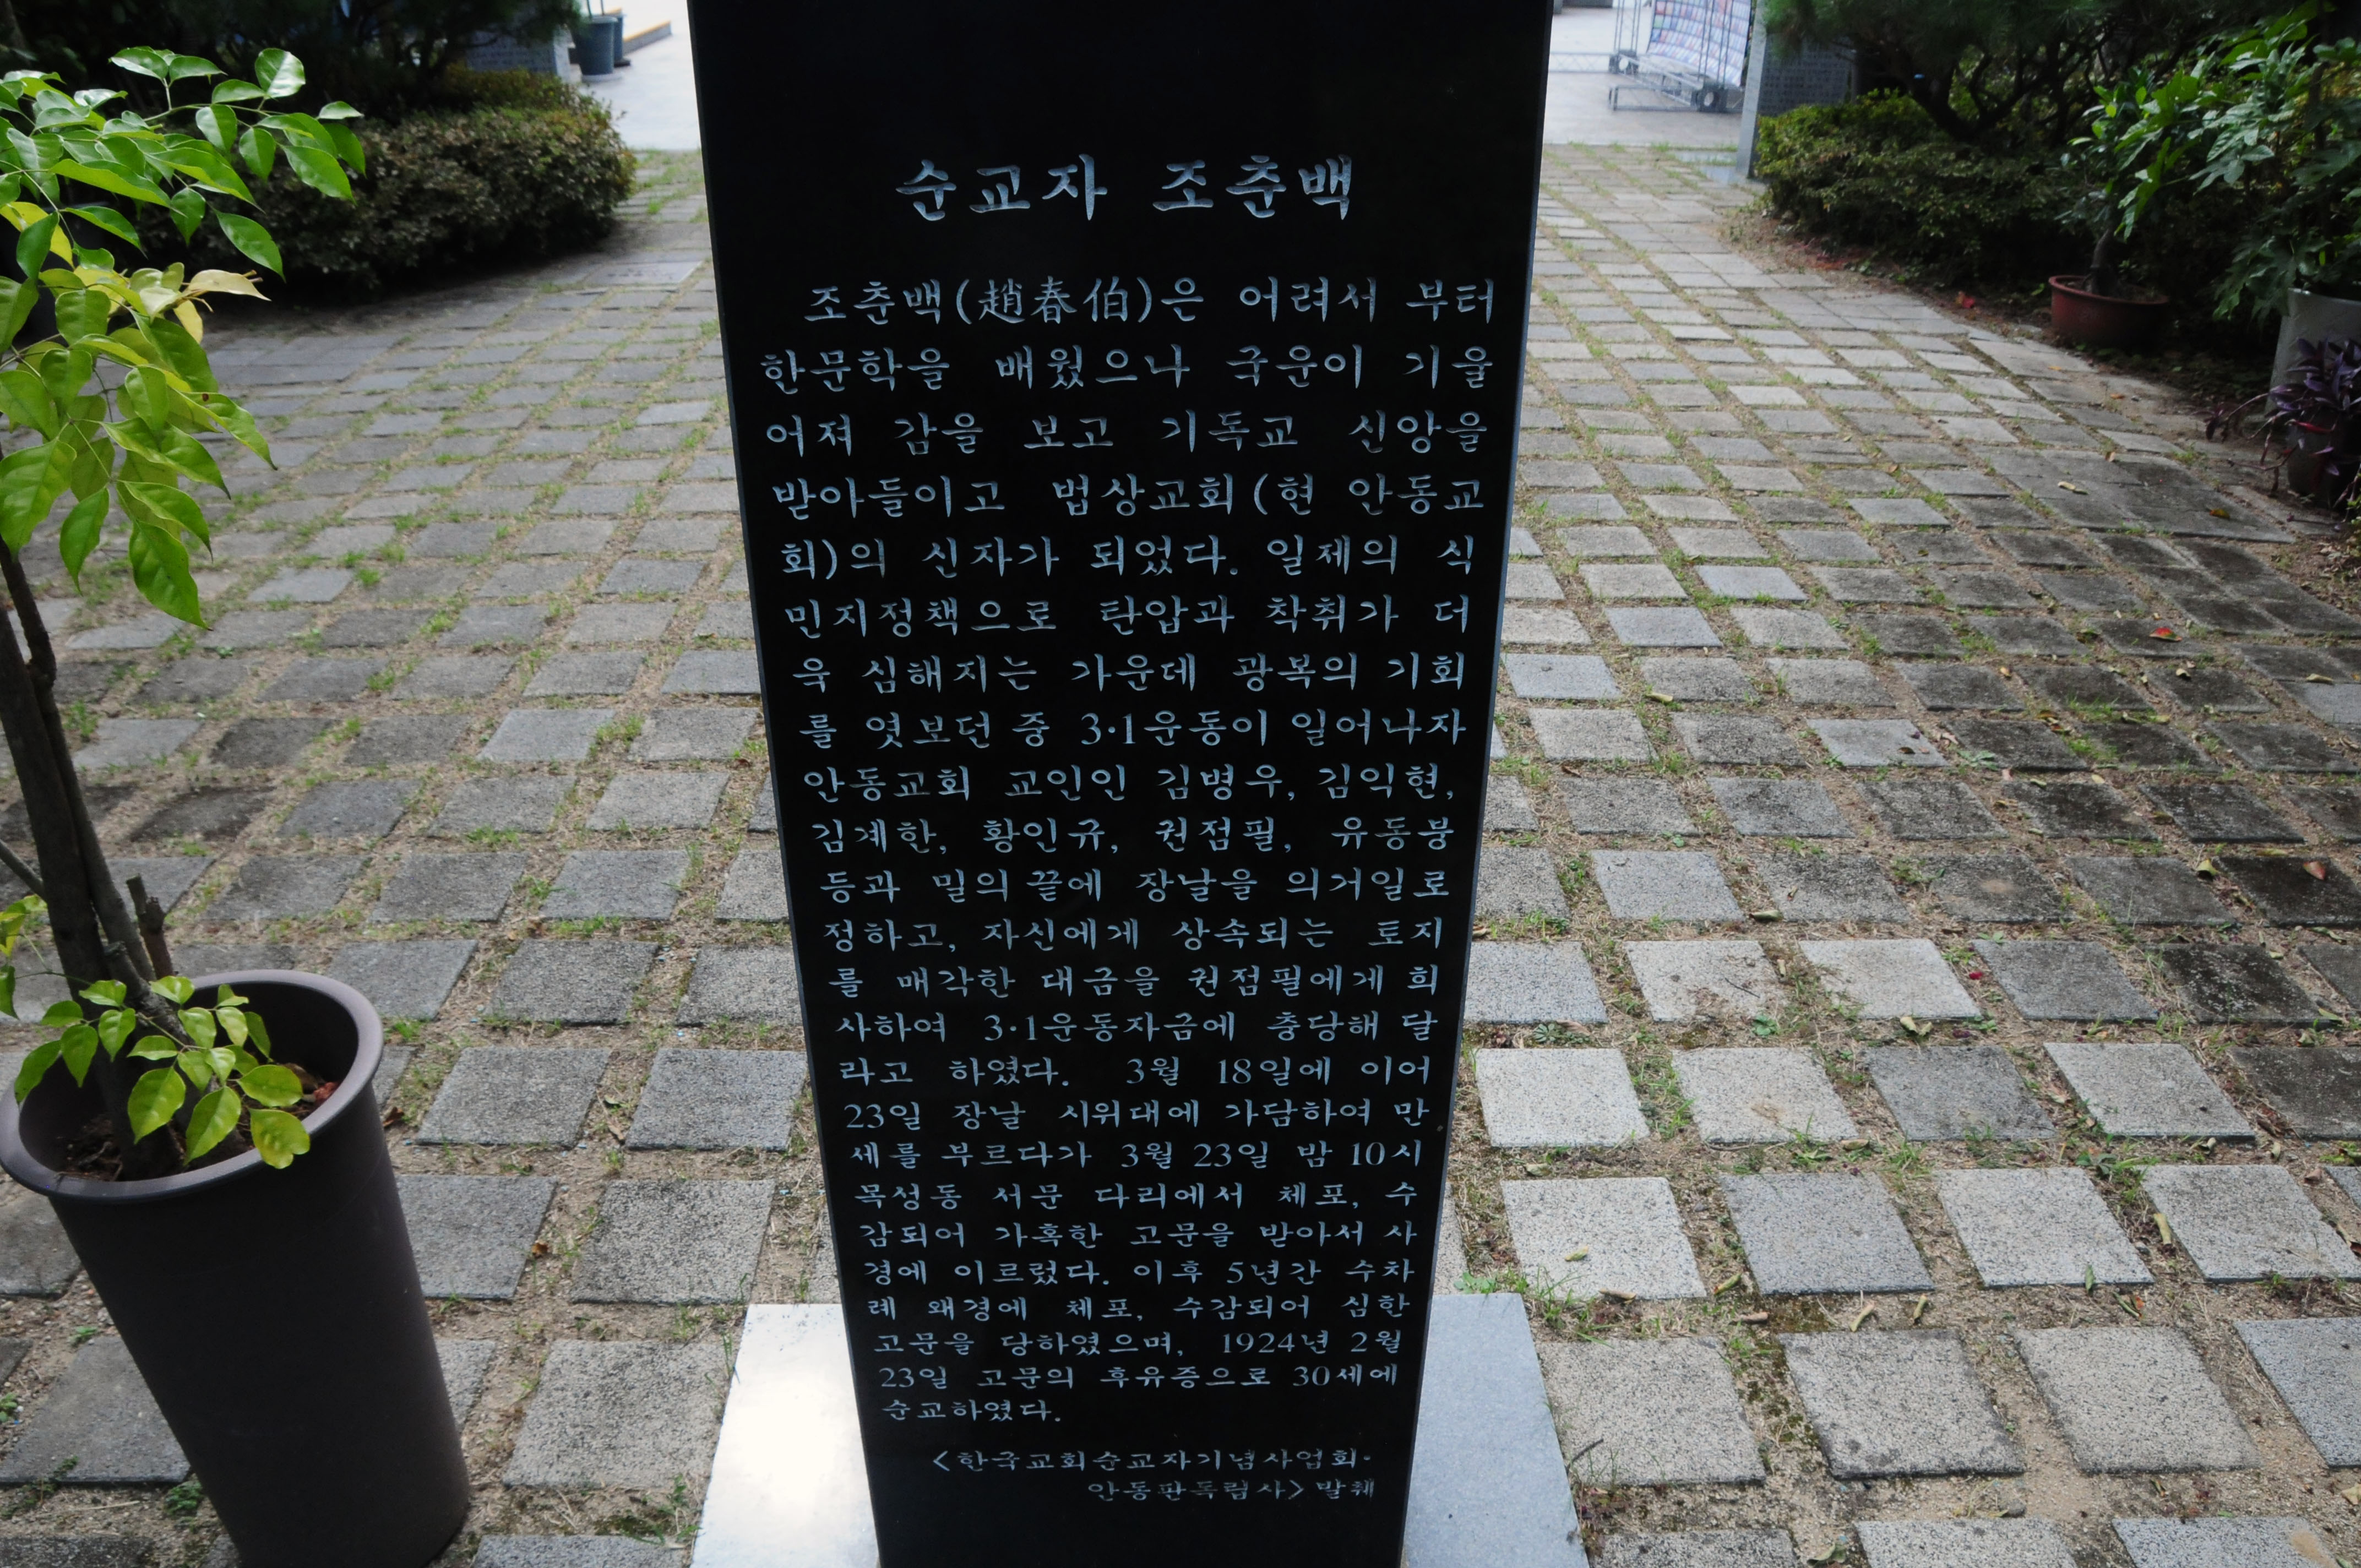 순교자 조춘백
조춘백(趙春伯)은 어려서 부터
한문학을 배웠으나 국운이 기울
어져 감을 보고 기독교 신앙을
받아들이고 법상교회(현 안동교
회)의 신자가 되었다. 일제의 식
민지정책으로 탄압과 착취가 더
욱 심해지는 가운데 광복의 기회
를 엿보던 중 3·1운동이 일어나자
안동교회 교인인 김병우, 김익현,
김계한, 황인규, 권점필, 유동붕
등과 밀의끝에 장날을 의거일로
정하고, 자신에게 상속되는 토지
를 매각한 대금을 권점필에게 희
사하여 3·1운동자금에 충당해 달
라고 하였다. 3월 18일에 이어
23일 장날 시위대에 가담하여 만
세를 부르다가 3월 23일 밤 10시
목성동 서문 다리에서 체포, 수
감되어 가혹한 고문을 받아서 사
경에 이르렀다. 이후 5년간 수차
례 왜경에 체포, 수감되어 심한
고문을 당하였으며, 1924년 2월
23일 고문의 후유증으로 30세에
순교하였다.
<한국교회순교자기념사업회·
안동판독립사> 발췌